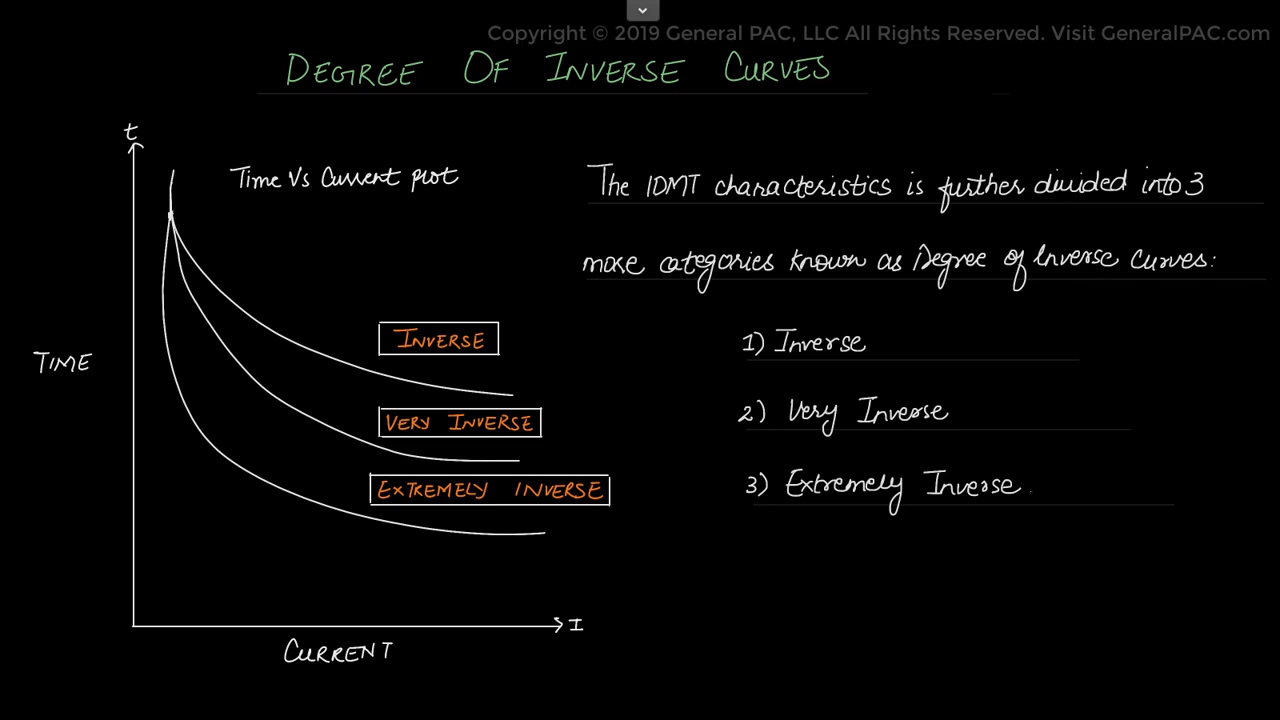 Copyright © 2019 General PAC, LLC All Rights Reserved. Visit GeneralPAC.com
DEGREE OF INVERSE CURVES
t
Time Vs Current plot
The IDMT characteristics is further divided into 3
more categories known as Degree of Inverse Curves:
INVERSE
1) Inverse
TIME
VERY INVERSE
2) Very Inverse
EXTREMELY INVERSE
3) Extremely Inverse
I
CURRENT